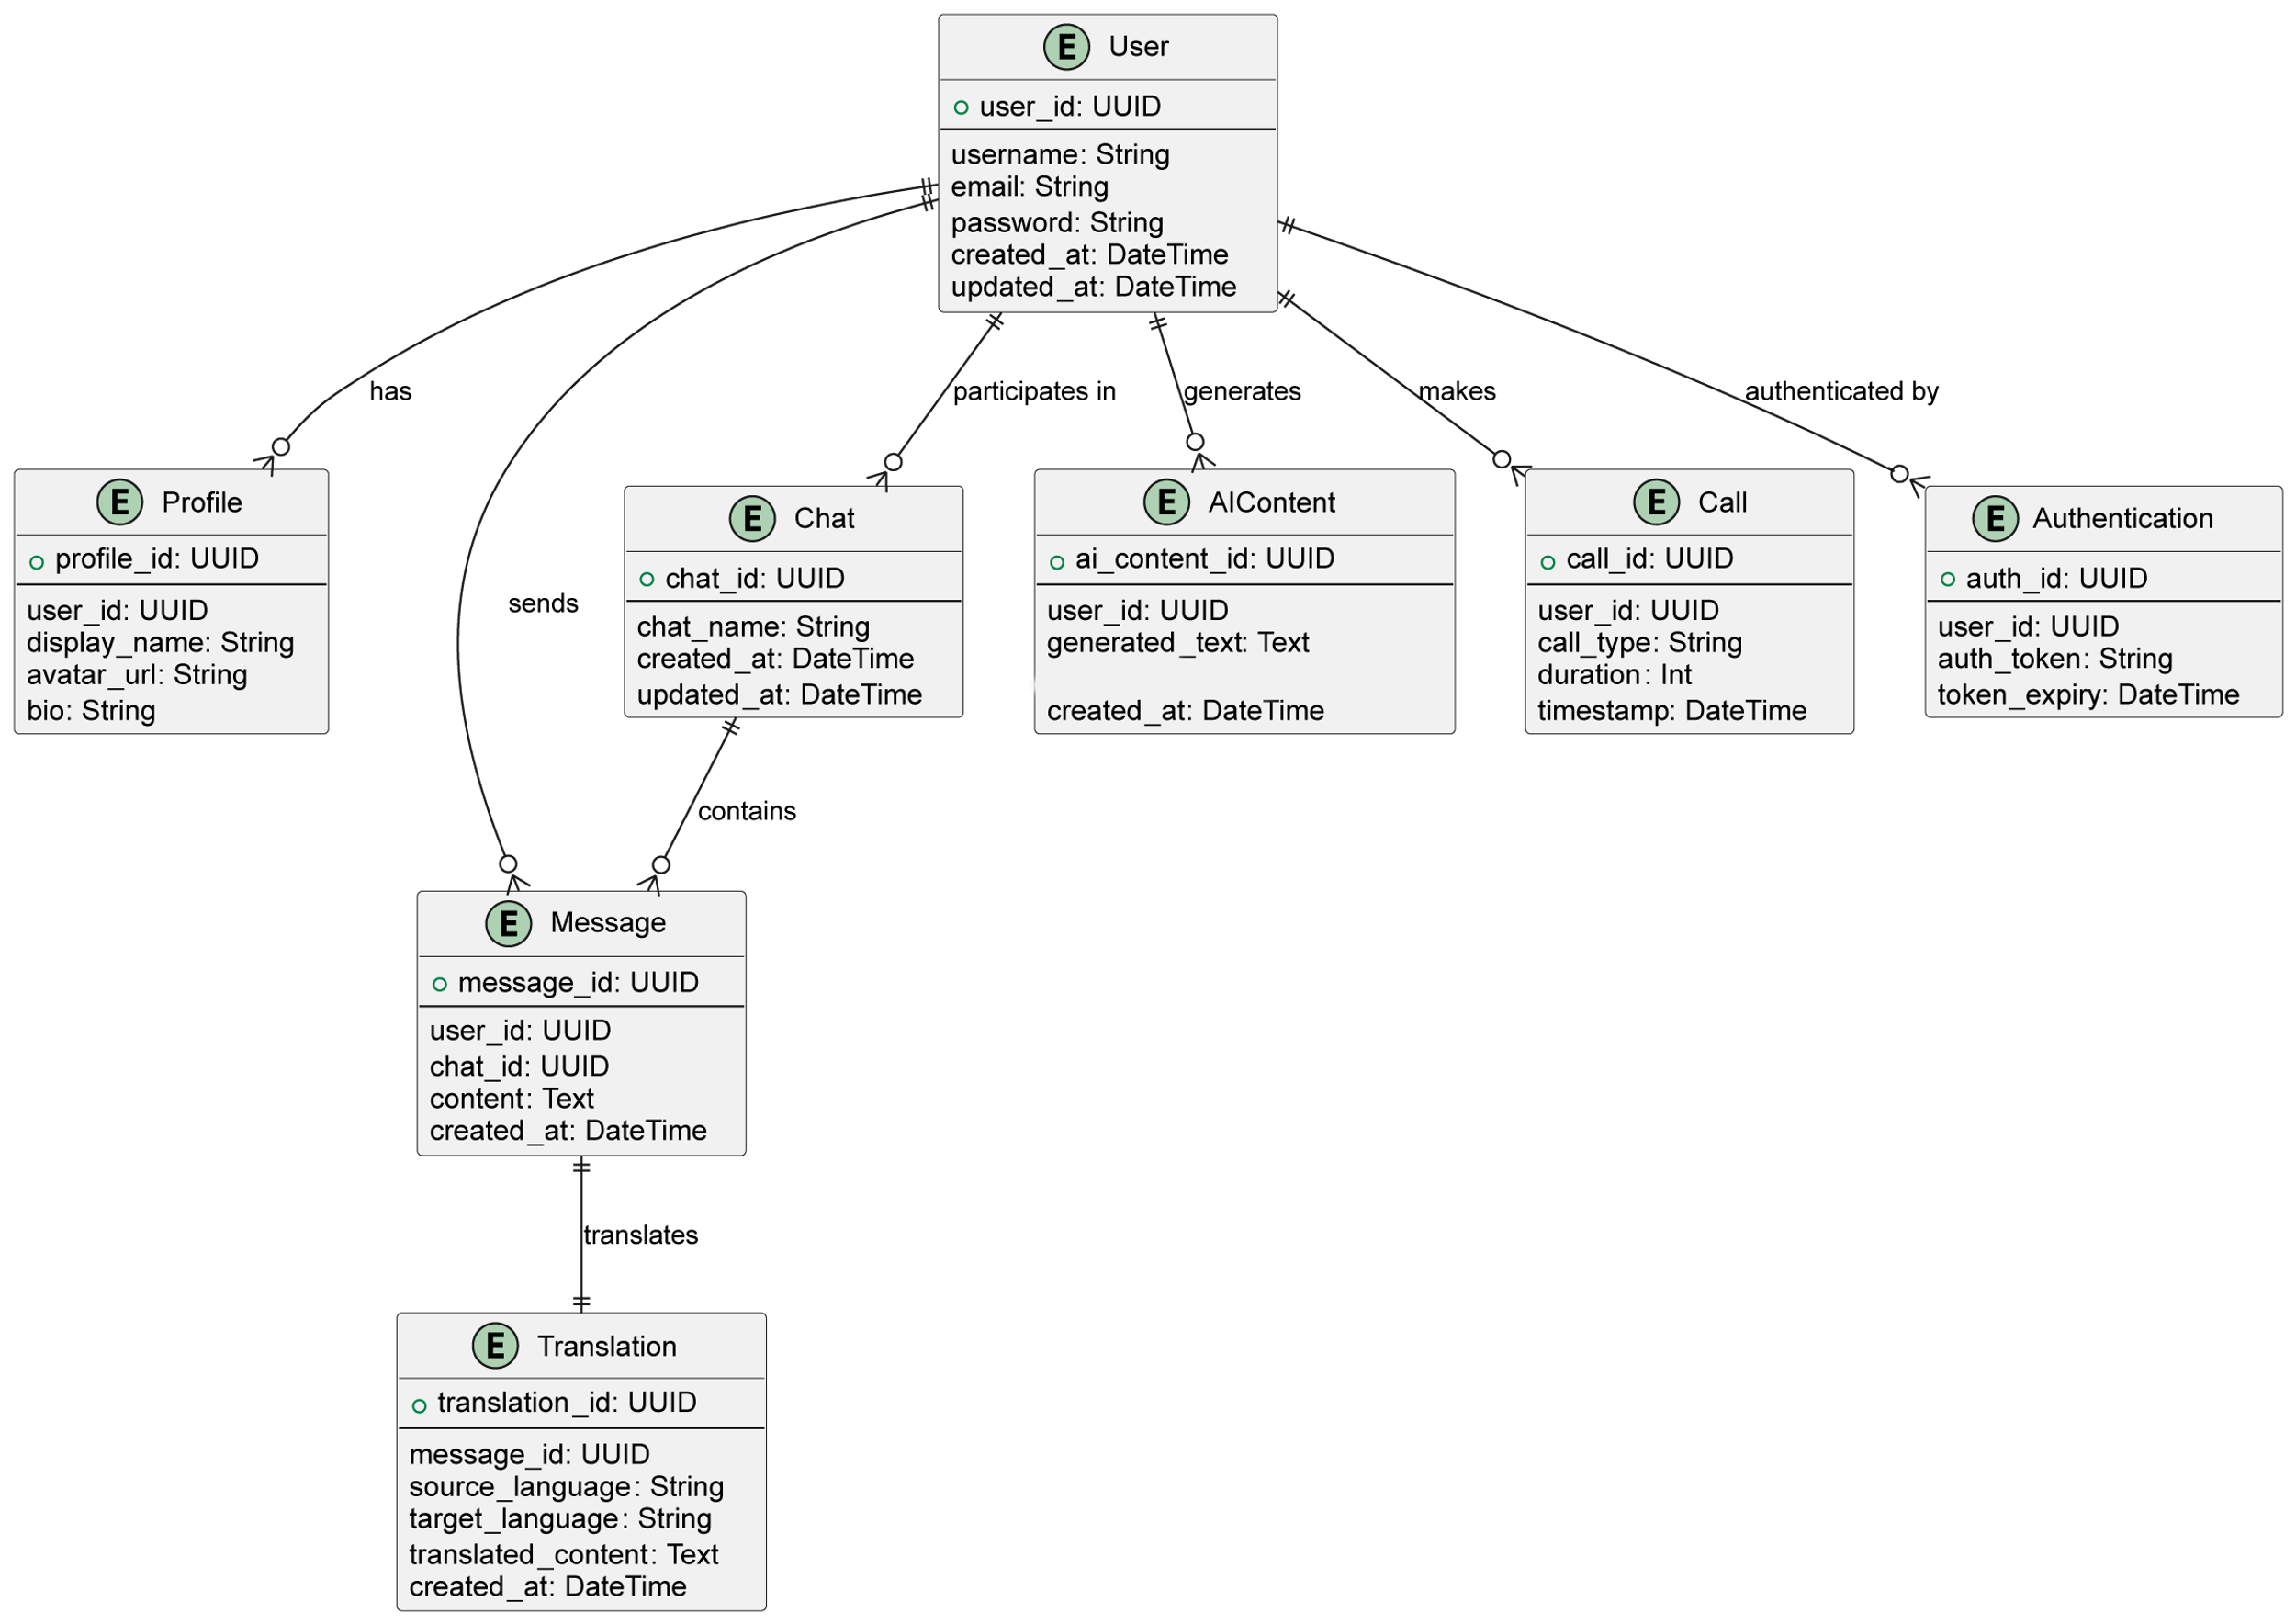 E User
user_id: UUID
username: String
email: String
password: String
created_at: DateTime
updated_at: DateTime
has
participates in
generates
makes
authenticated by
E Profile
profile_id: UUID
user_id: UUID
display_name: String
avatar_url: String
bio: String
sends
E Chat
chat_id: UUID
chat_name: String
created_at: DateTime
updated_at: DateTime
E AIContent
ai_content_id: UUID
user_id: UUID
generated_text: Text
created_at: DateTime
E Call
call_id: UUID
user_id: UUID
call_type: String
duration: Int
timestamp: DateTime
E Authentication
auth_id: UUID
user_id: UUID
auth_token: String
token_expiry: DateTime
contains
E Message
message_id: UUID
user_id: UUID
chat_id: UUID
content: Text
created_at: DateTime
translates
E Translation
translation_id: UUID
message_id: UUID
source_language: String
target_language: String
translated_content: Text
created_at: DateTime